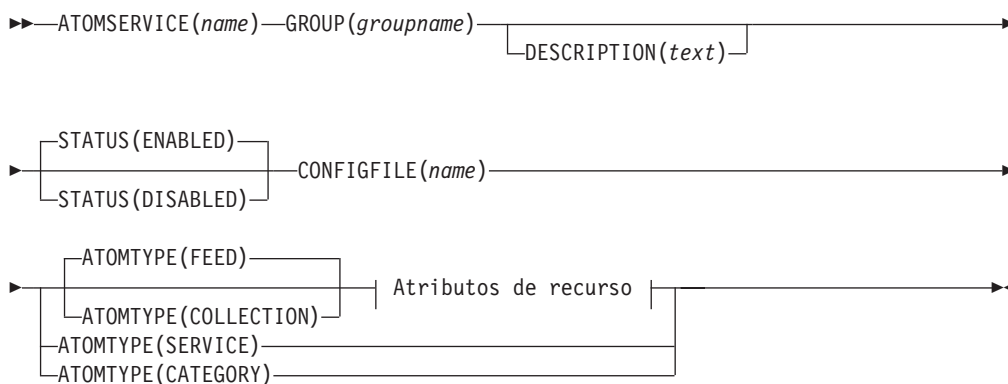 ATOMSERVICE(name) GROUP(groupname)
DESCRIPTION(text)
STATUS(ENABLED)
CONFIGFILE(name)
STATUS(DISABLED)
ATOMTYPE(FEED)
Atributos de recurso
ATOMTYPE(COLLECTION)
ATOMTYPE(SERVICE)
ATOMTYPE(CATEGORY)